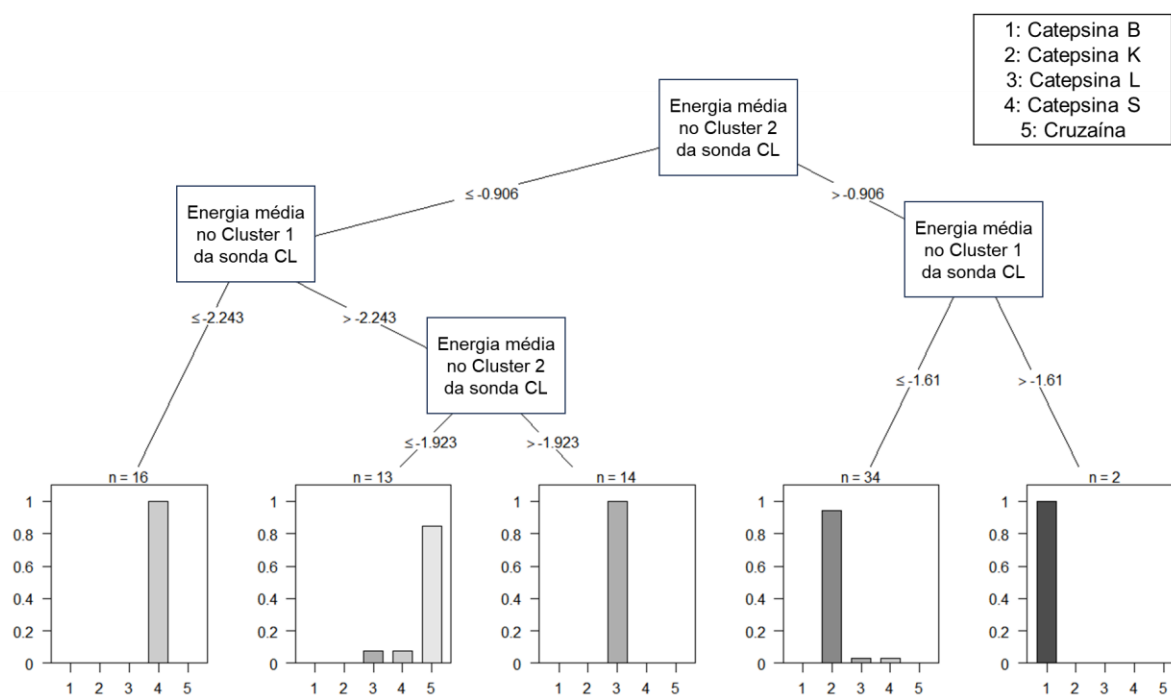 1: Catepsina B
2: Catepsina K
3: Catepsina L
4: Catepsina S
5: Cruzaína
Energia média
no Cluster 2
da sonda CL
≤ -0.906
> -0.906
Energia média
no Cluster 1
da sonda CL
Energia média
no Cluster 1
da sonda CL
≤ -2.243
> -2.243
Energia média
no Cluster 2
da sonda CL
≤ -1.61
> -1.61
≤ -1.923
> -1.923
n = 16
1
0.8
0.6
0.4
0.2
0
1 2 3 4 5
n = 13
1
0.8
0.6
0.4
0.2
0
1 2 3 4 5
n = 14
1
0.8
0.6
0.4
0.2
0
1 2 3 4 5
n = 34
1
0.8
0.6
0.4
0.2
0
1 2 3 4 5
n = 2
1
0.8
0.6
0.4
0.2
0
1 2 3 4 5